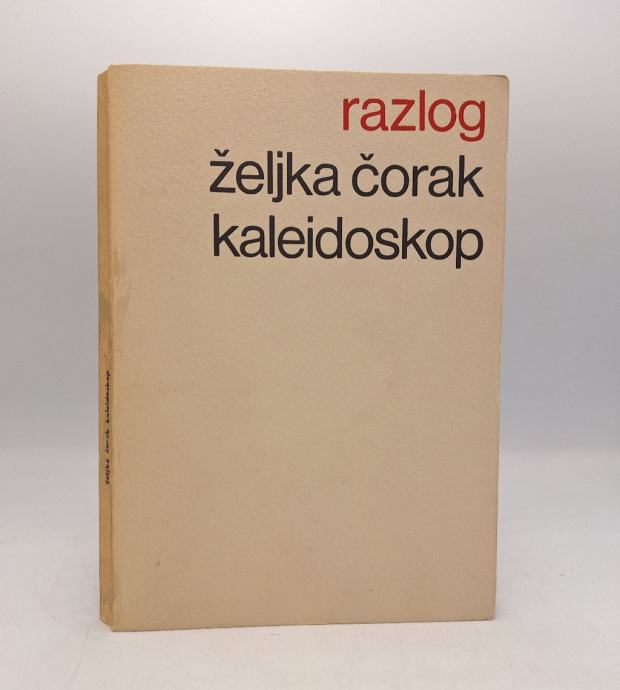 razlog
željka čorak
kaleidoskop
željka čorak kaleidoskop